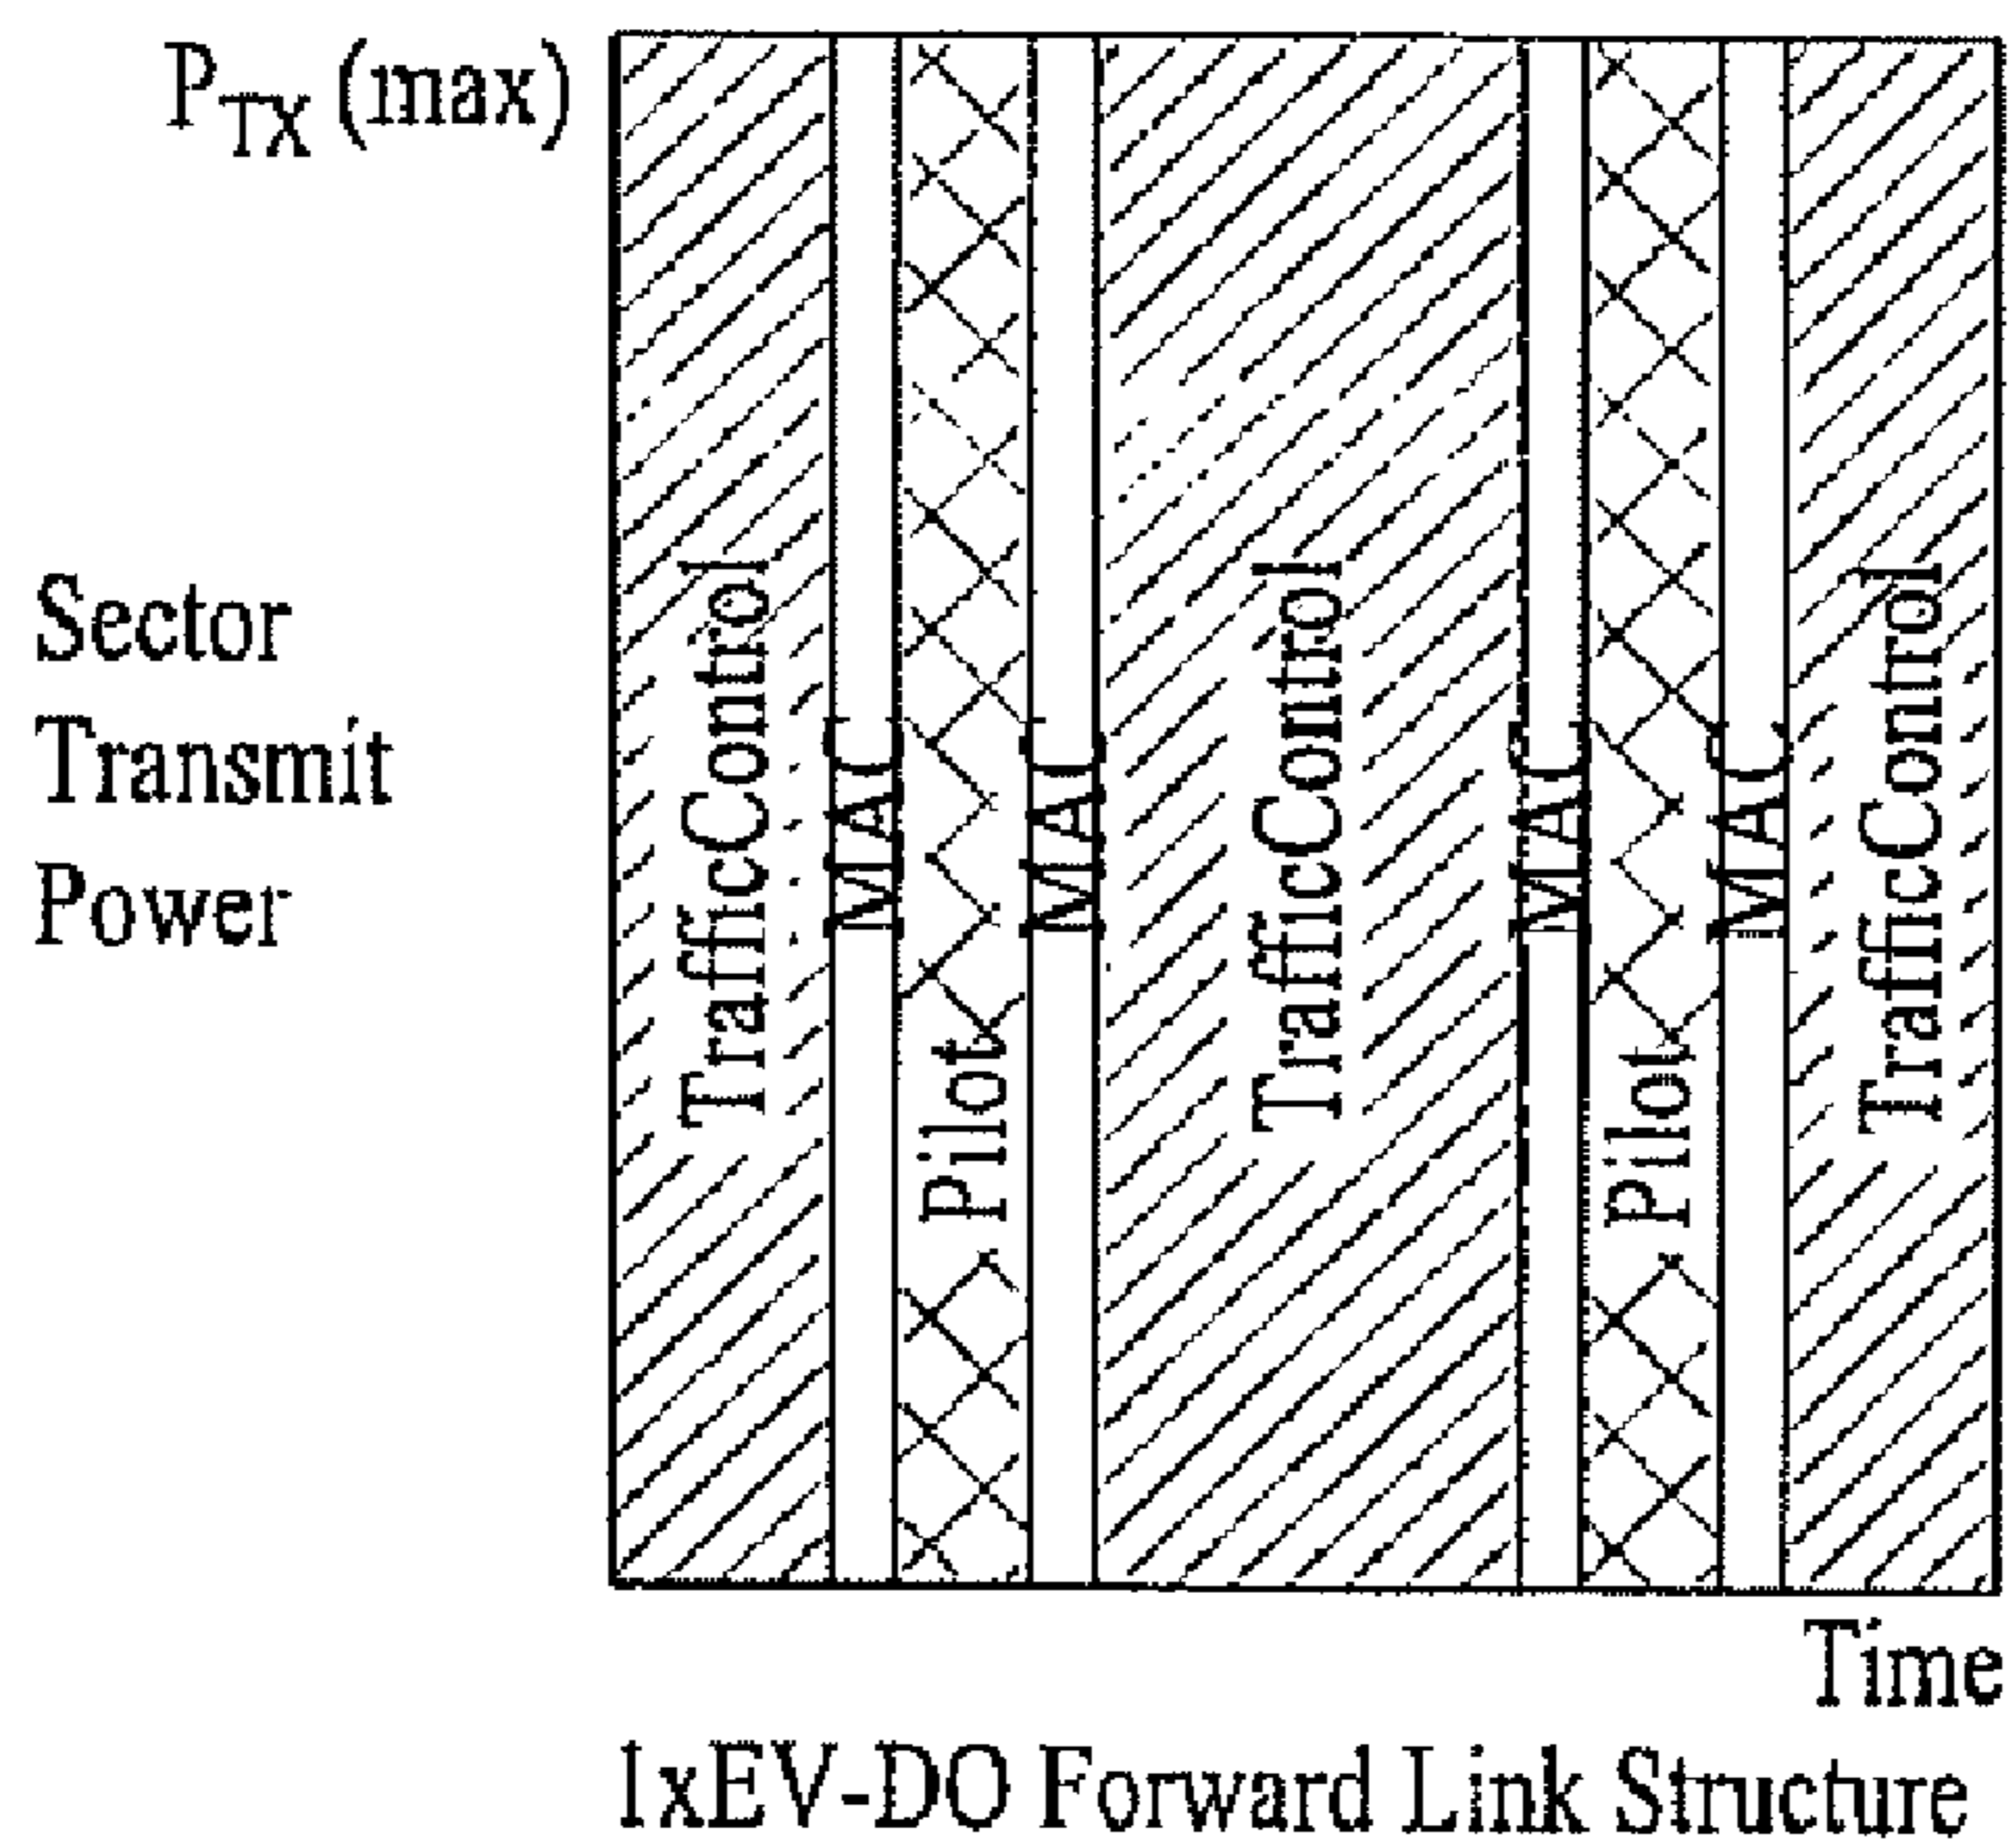 P_TX (max)
Sector
Transmit
Power
TrafficControl
MAC
Pilot
MAC
TrafficControl
MAC
Pilot
MAC
TrafficControl
Time
1xEV-DO Forward Link Structure